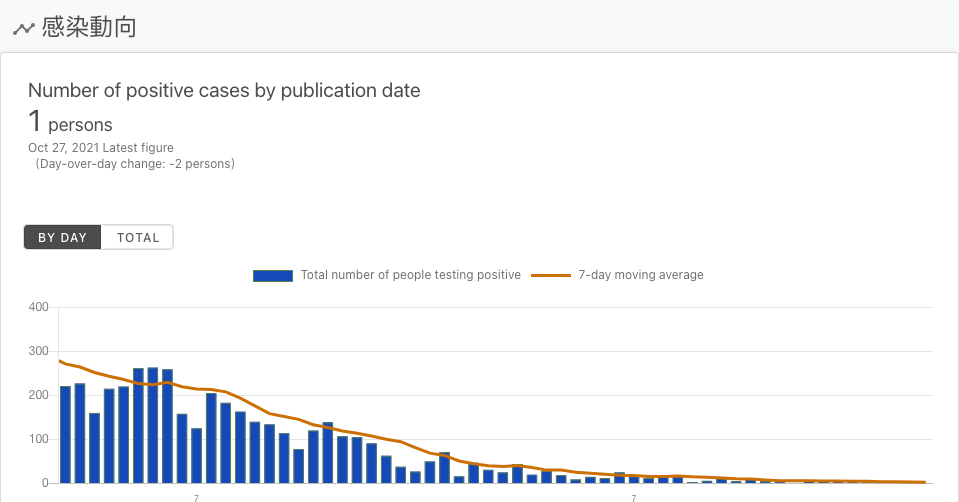 感染動向
Number of positive cases by publication date
1 persons
Oct 27, 2021 Latest figure
(Day-over-day change: -2 persons)
BY DAY TOTAL
Total number of people testing positive 7-day moving average
400
300
200
100
0
7 7